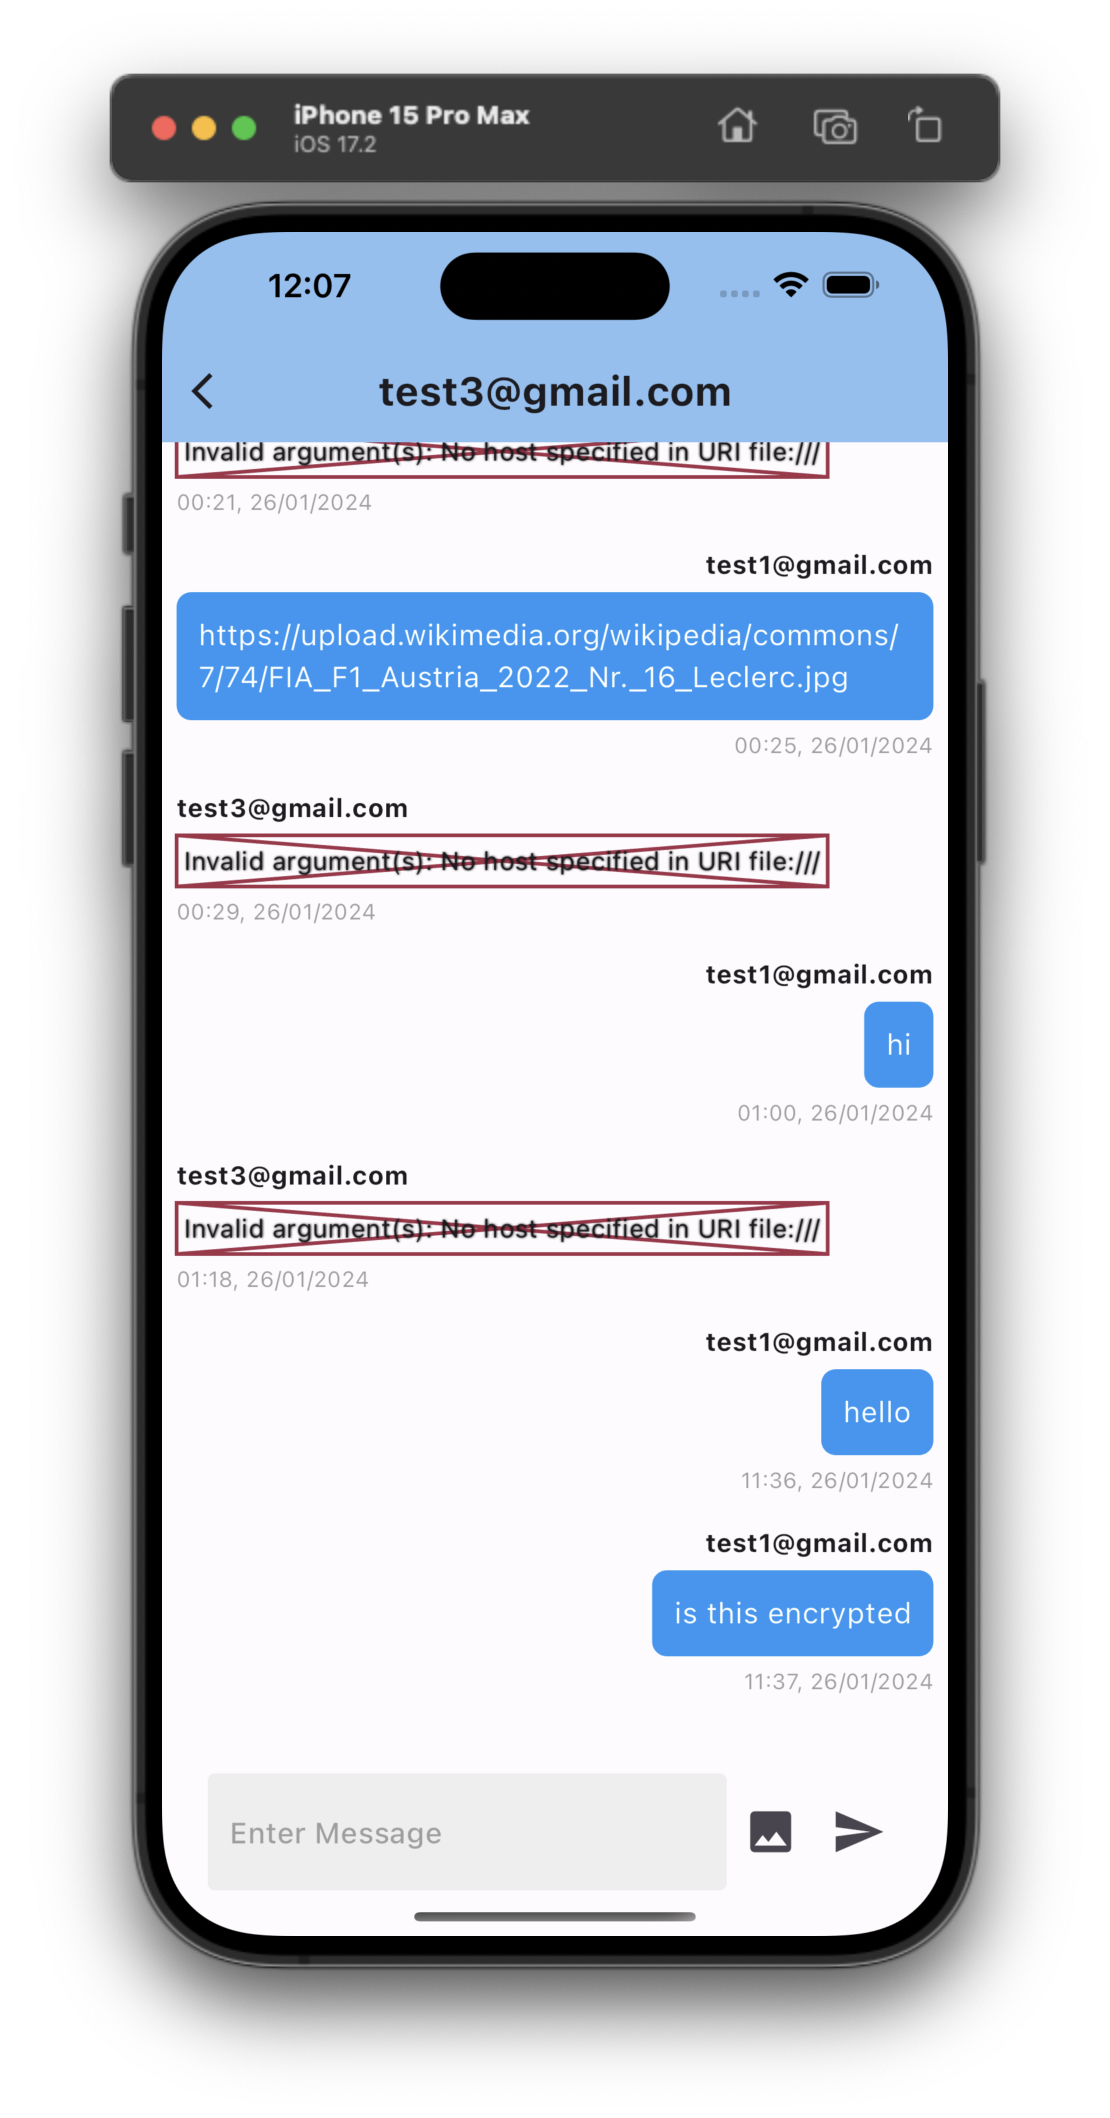 iPhone 15 Pro Max
iOS 17.2
12:07
test3@gmail.com
Invalid argument(s): No host specified in URI file:///
00:21, 26/01/2024
test1@gmail.com
https://upload.wikimedia.org/wikipedia/commons/
7/74/FIA_F1_Austria_2022_Nr._16_Leclerc.jpg
00:25, 26/01/2024
test3@gmail.com
Invalid argument(s): No host specified in URI file:///
00:29, 26/01/2024
test1@gmail.com
hi
01:00, 26/01/2024
test3@gmail.com
Invalid argument(s): No host specified in URI file:///
01:18, 26/01/2024
test1@gmail.com
hello
11:36, 26/01/2024
test1@gmail.com
is this encrypted
11:37, 26/01/2024
Enter Message